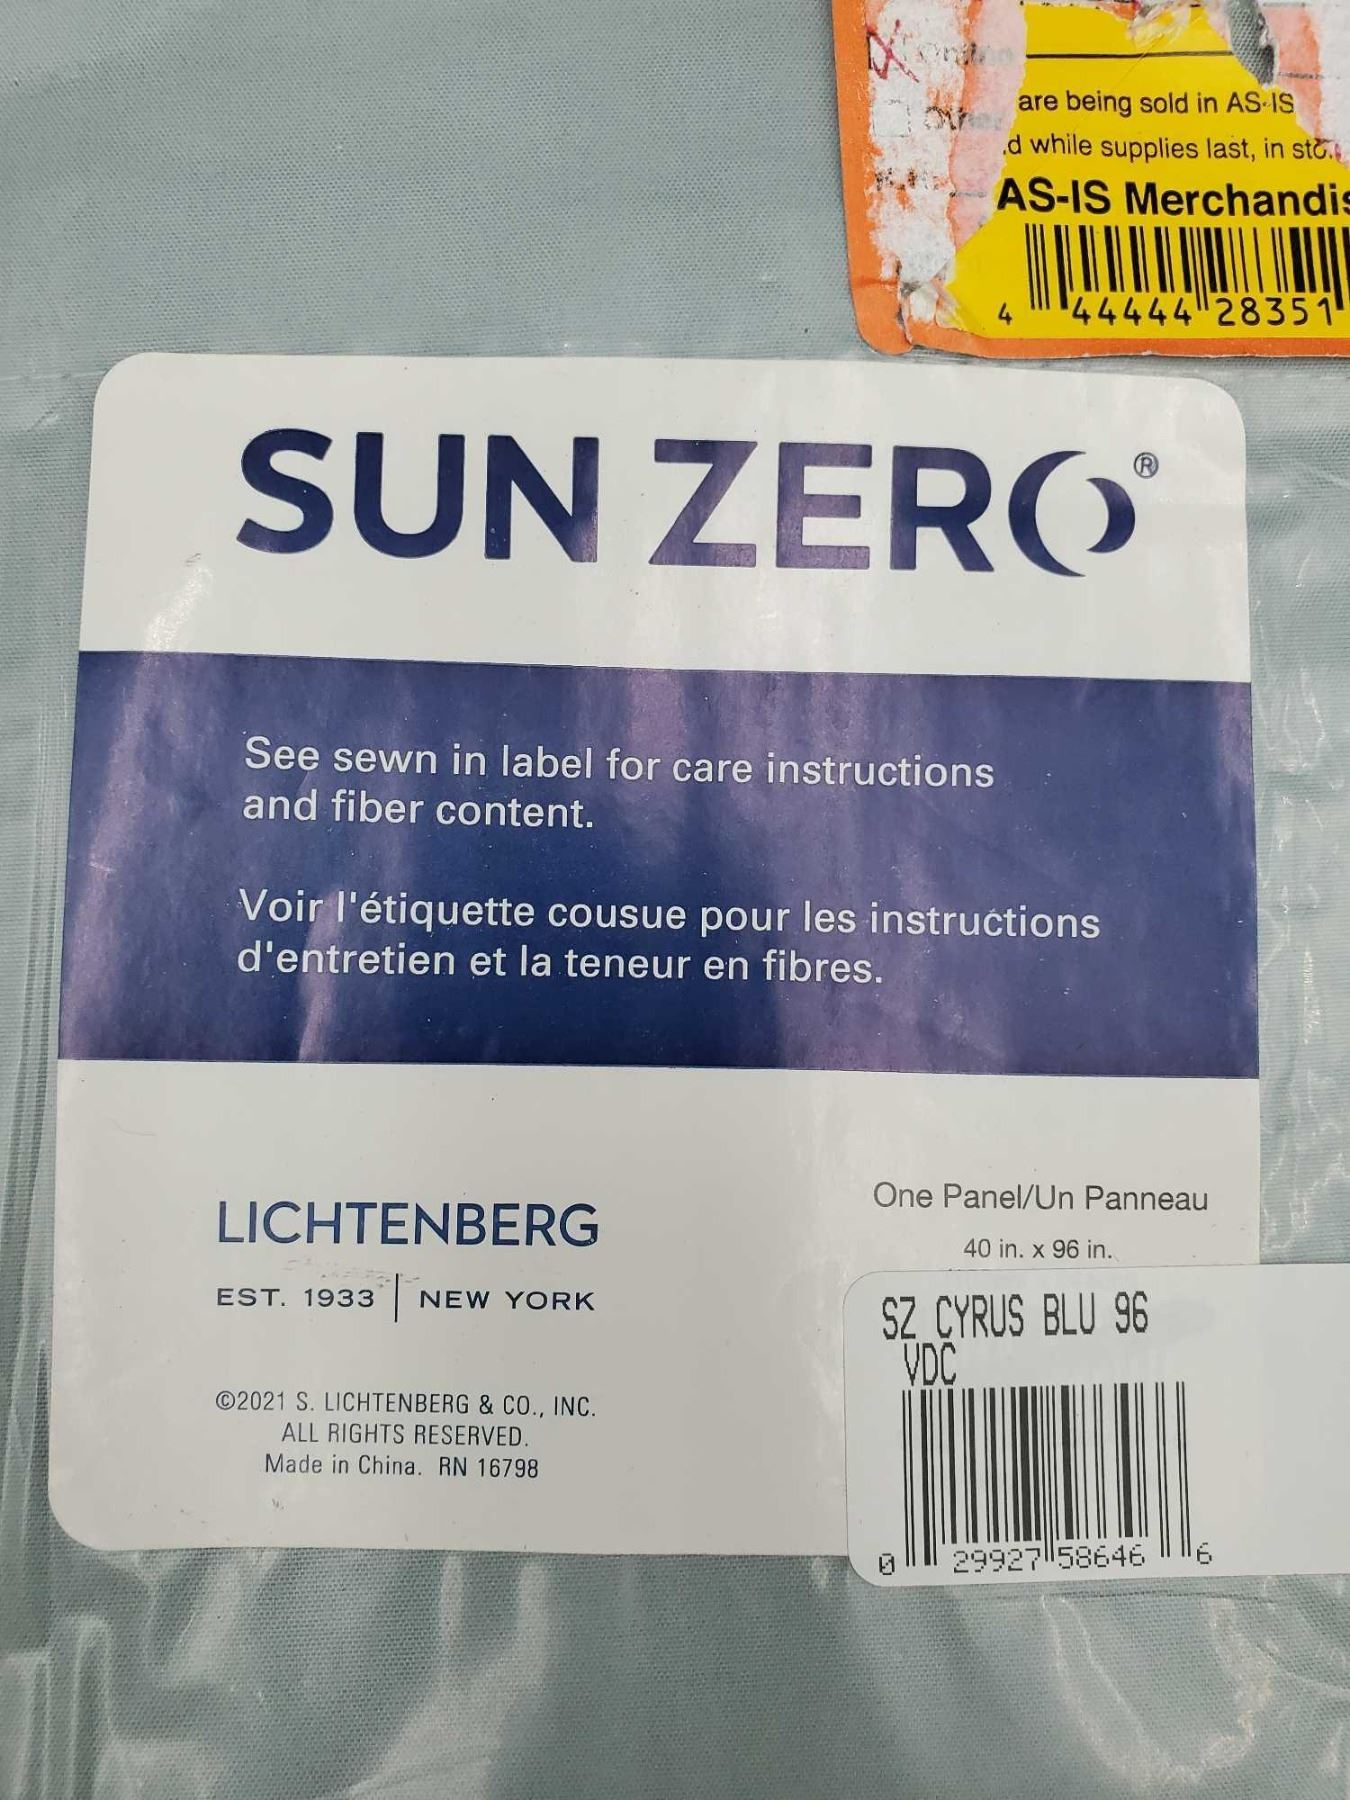 are being sold in AS-IS
while supplies last, in
AS-IS
4 44444 28351
SUN ZERO®
See sewn in label for care instructions
and fiber content.
Voir l'étiquette cousue pour les instructions
d'entretien et la teneur en fibres.
LICHTENBERG
EST. 1933 | NEW YORK
©2021 S. LICHTENBERG & CO., INC.
ALL RIGHTS RESERVED.
Made in China. RN 16798
One Panel/Un Panneau
40 in. x 96 in.
SZ CYRUS BLU 96
VDC
0 29927 58646 6